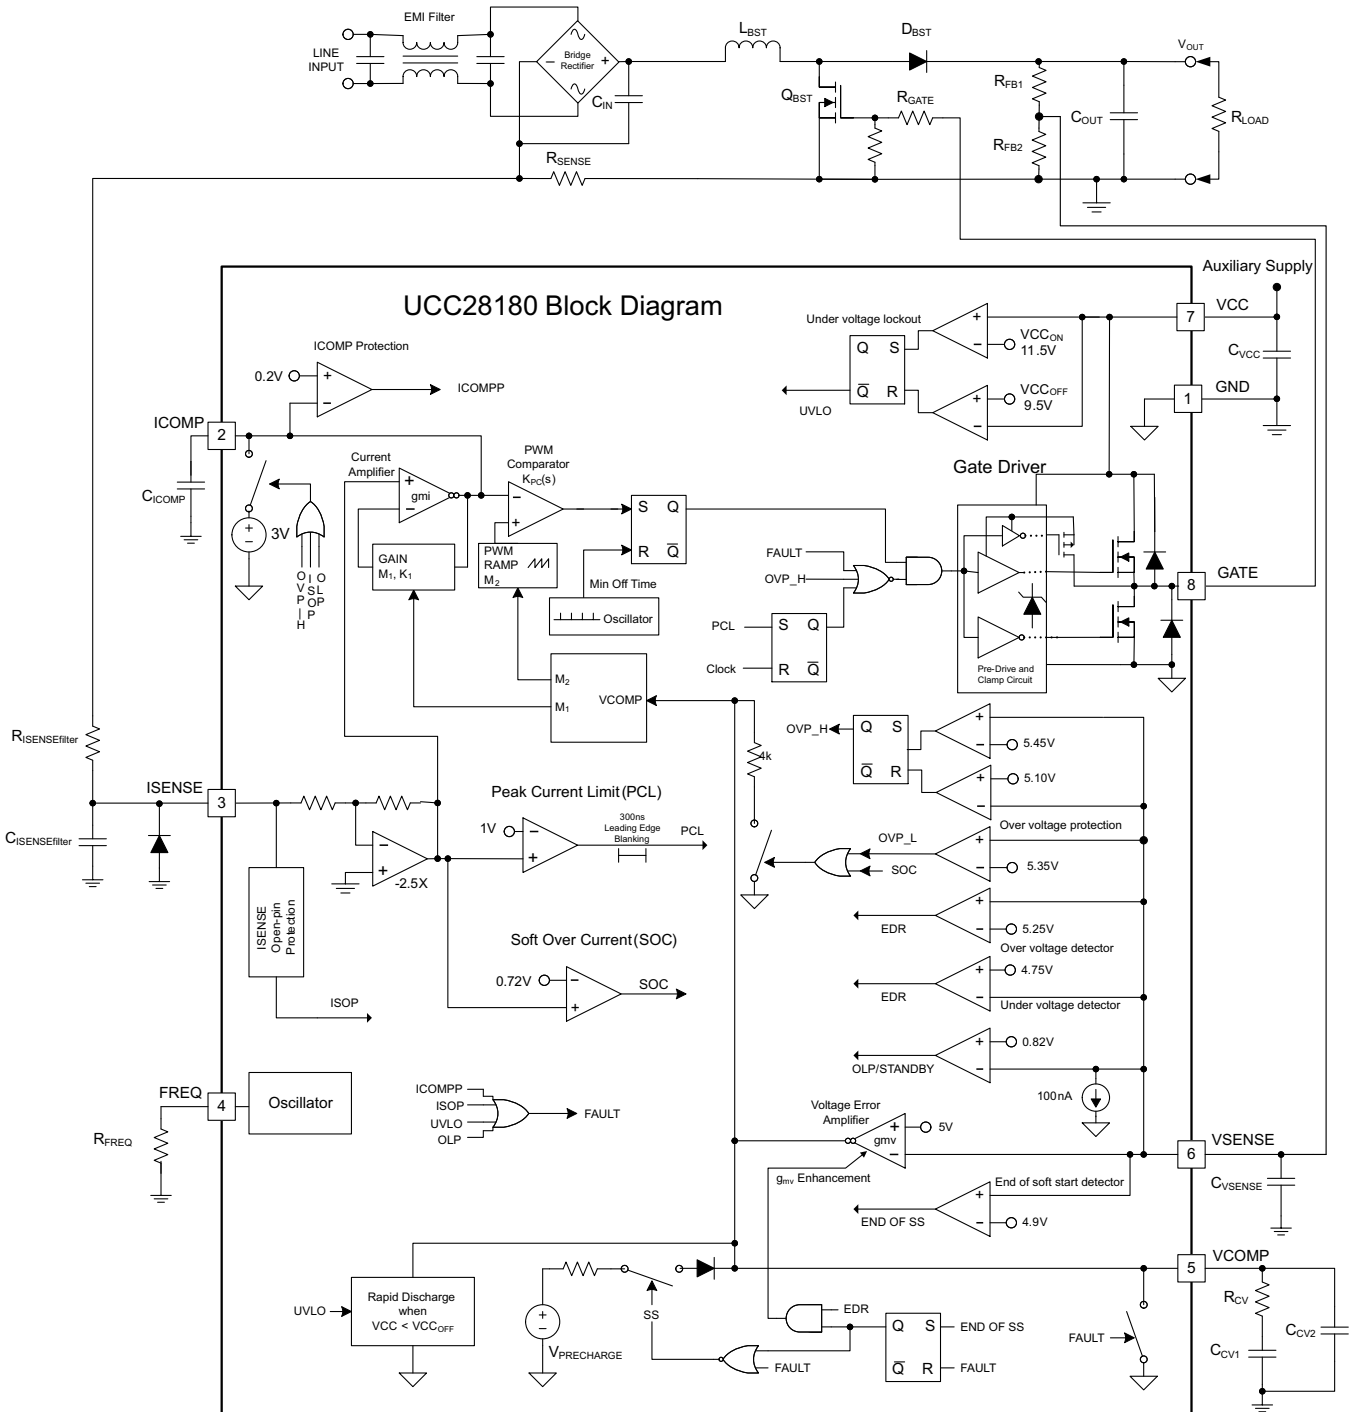 EMI Filter
LINE
INPUT
Bridge
Rectifier
− +
CIN
LBST
DBST
QBST
RGATE
RFB1
RFB2
COUT
VOUT
RLOAD
RSENSE
UCC28180 Block Diagram
Auxiliary Supply
VCC
7
CVCC
GND
1
Under voltage lockout
Q S
Q R
+
−
VCCON
11.5V
+
−
VCCOFF
9.5V
UVLO
ICOMP Protection
0.2V
+
−
ICOMPP
ICOMP
2
CICOMP
+
−
3V
OVP_H
ISOP
OLP
Current
Amplifier
+
gmi
−
PWM
Comparator
KPC(s)
−
+
GAIN
M1, K1
PWM
RAMP
M2
S Q
R Q
Min Off Time
Oscillator
M2
M1
VCOMP
FAULT
OVP_H
PCL
S Q
Clock
R Q
Gate Driver
Pre-Drive and
Clamp Circuit
GATE
8
RISENSEfilter
ISENSE
3
CISENSEfilter
ISENSE
Open-pin
Protection
ISOP
−
+
-2.5X
Peak Current Limit (PCL)
1V
−
+
300ns
Leading Edge
Blanking
PCL
Soft Over Current (SOC)
0.72V
−
+
SOC
4k
OVP_H
Q S
Q R
+
−
5.45V
+
−
5.10V
Over voltage protection
OVP_L
SOC
+
−
5.35V
EDR
+
−
5.25V
Over voltage detector
EDR
+
−
4.75V
Under voltage detector
OLP/STANDBY
+
−
0.82V
100nA
FREQ
4
Oscillator
RFREQ
ICOMPP
ISOP
UVLO
OLP
FAULT
Voltage Error
Amplifier
+
gmv
−
5V
gmv Enhancement
VSENSE
6
CVSENSE
End of soft start detector
END OF SS
+
−
4.9V
VCOMP
5
RCV
CCV1
CCV2
UVLO
Rapid Discharge
when
VCC < VCCOFF
+
−
VPRECHARGE
SS
EDR
FAULT
Q S
Q R
END OF SS
FAULT
FAULT